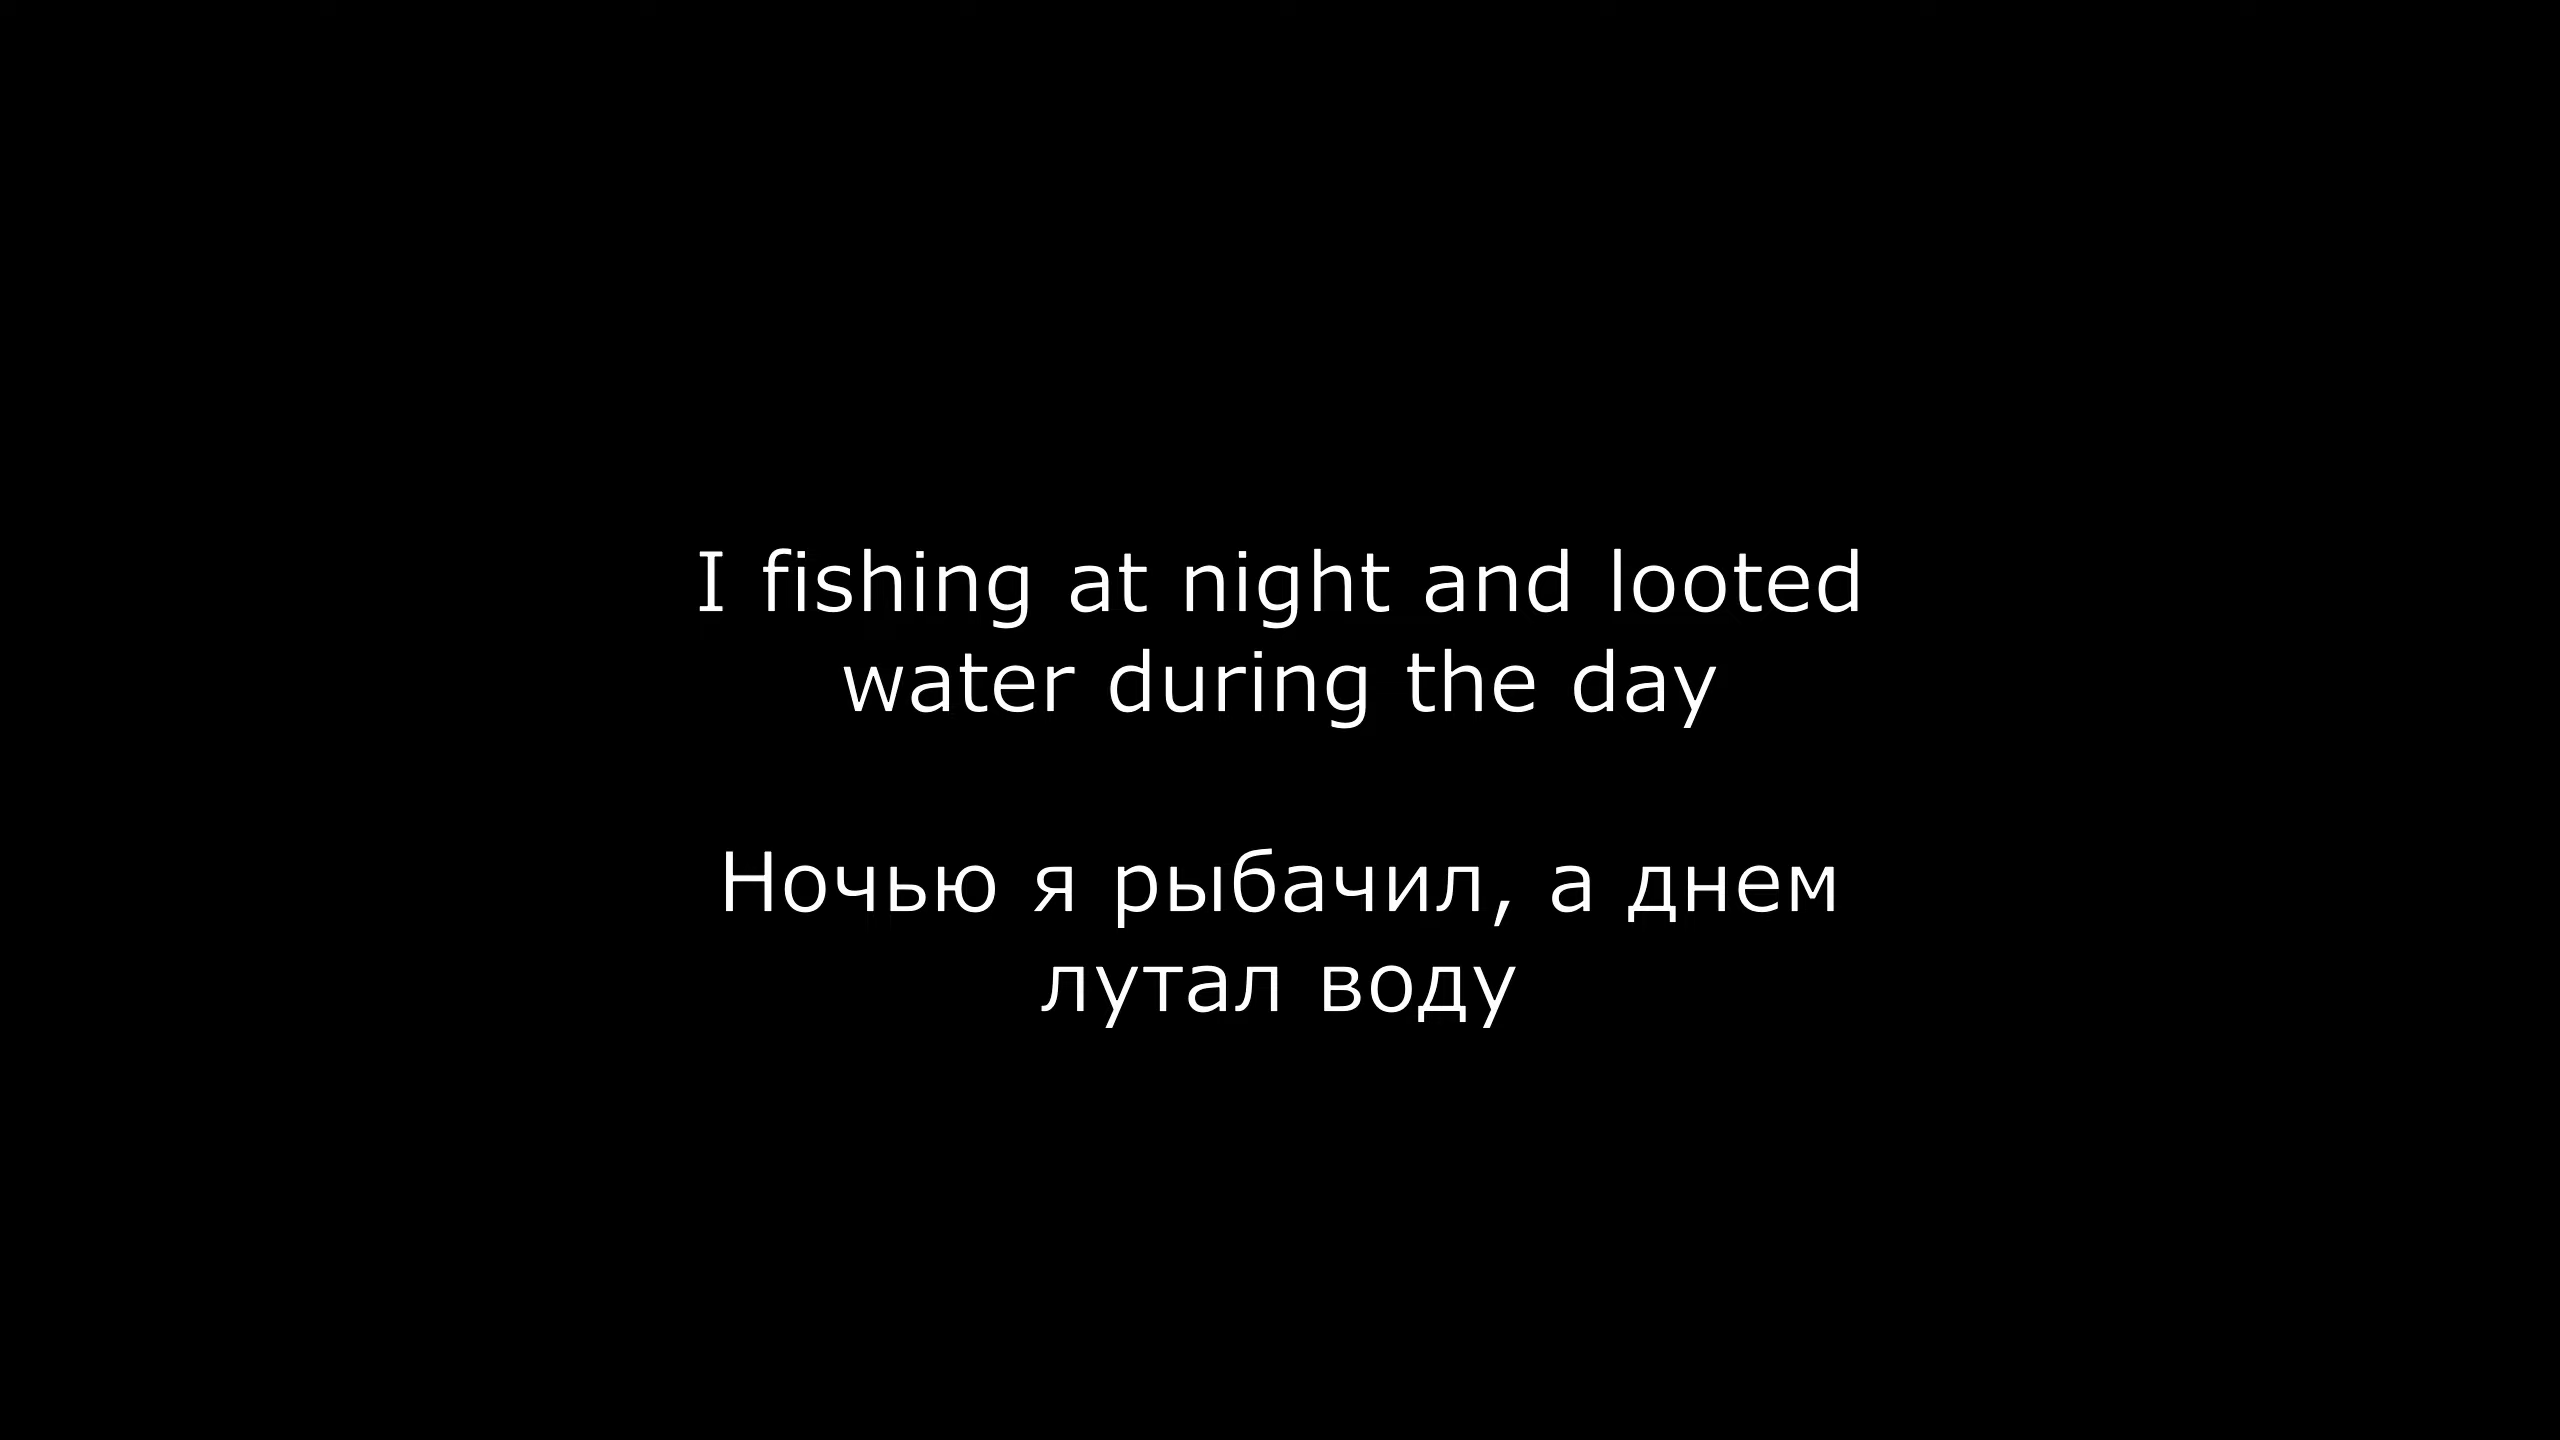 I fishing at night and looted
water during the day
Ночью я рыбачил, а днем
лутал воду